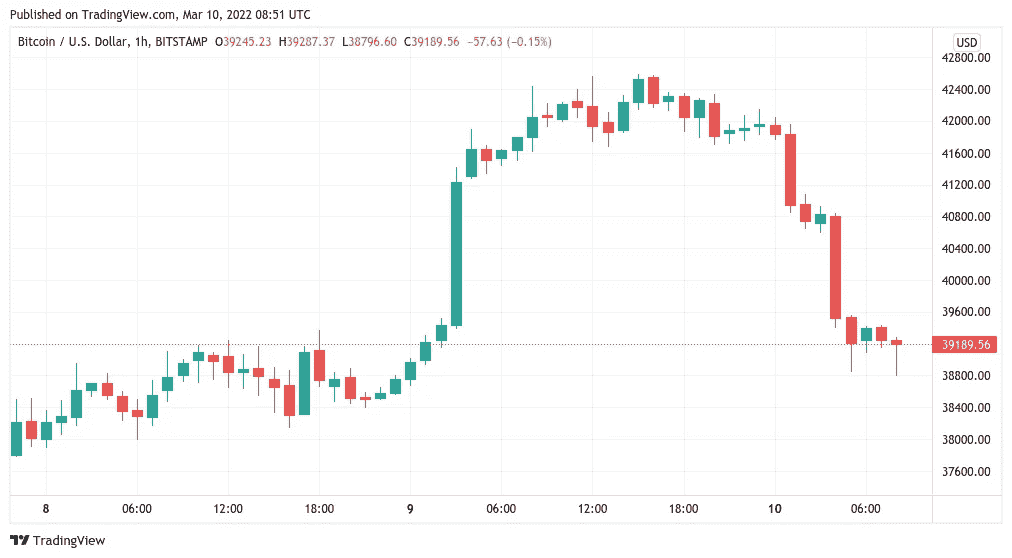 Published on TradingView.com, Mar 10, 2022 08:51 UTC
Bitcoin / U.S. Dollar, 1h, BITSTAMP O39245.23 H39287.37 L38796.60 C39189.56 −57.63 (−0.15%)
USD
42800.00
42400.00
42000.00
41600.00
41200.00
40800.00
40400.00
40000.00
39600.00
39189.56
38800.00
38400.00
38000.00
37600.00
8 06:00 12:00 18:00 9 06:00 12:00 18:00 10 06:00
TradingView